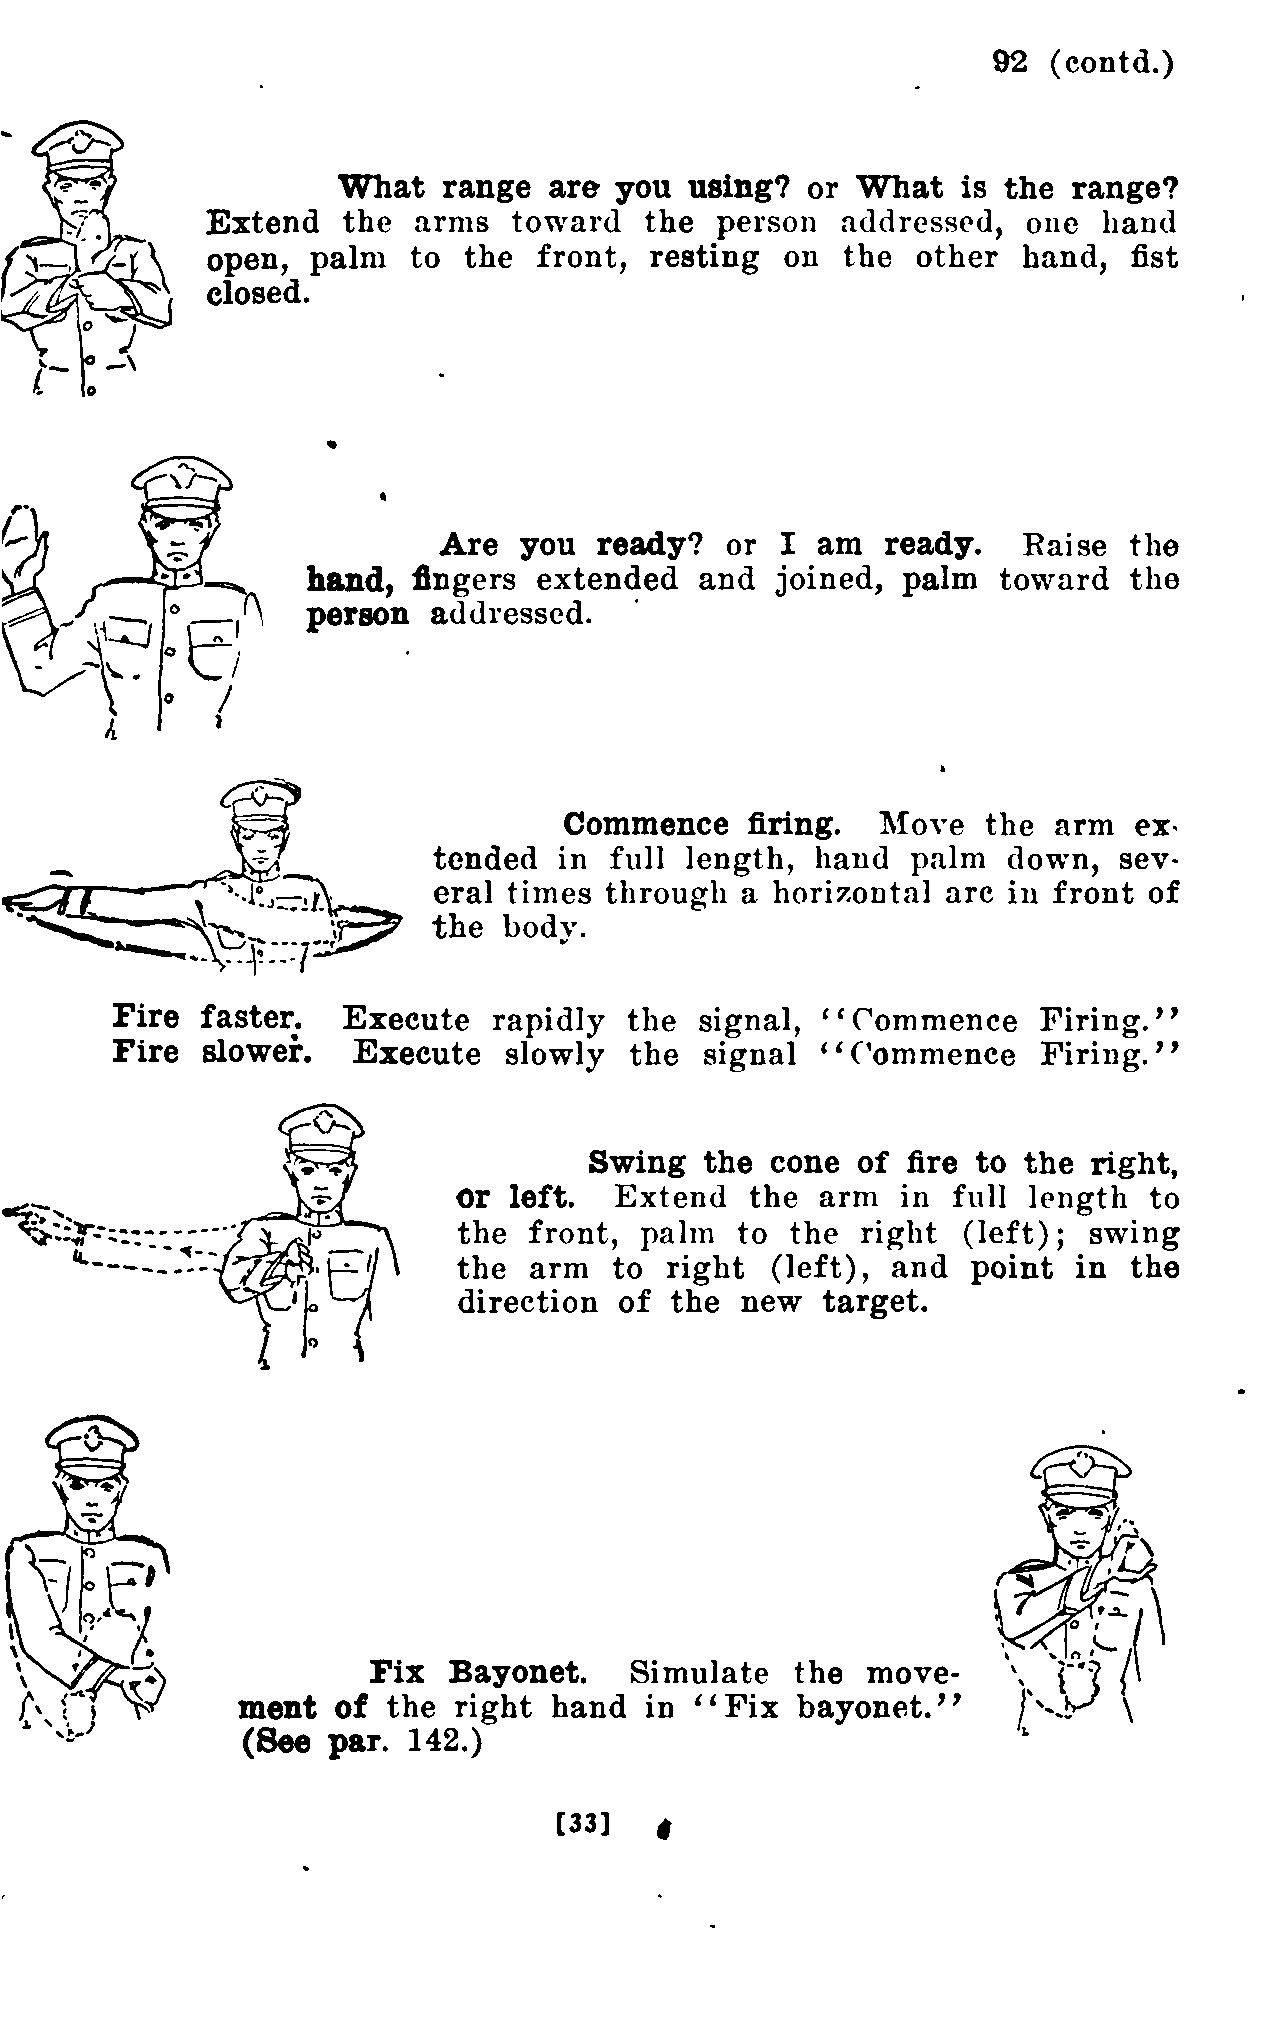 92 (contd.)
What range are you using? or What is the range?
Extend the arms toward the person addressed, one hand
open, palm to the front, resting on the other hand, fist
closed.
Are you ready? or I am ready. Raise the
hand, fingers extended and joined, palm toward the
person addressed.
Commence firing. Move the arm ex-
tended in full length, hand palm down, sev-
eral times through a horizontal arc in front of
the body.
Fire faster. Execute rapidly the signal, "Commence Firing."
Fire slower. Execute slowly the signal "Commence Firing."
Swing the cone of fire to the right,
or left. Extend the arm in full length to
the front, palm to the right (left); swing
the arm to right (left), and point in the
direction of the new target.
Fix Bayonet. Simulate the move-
ment of the right hand in "Fix bayonet."
(See par. 142.)
[33]